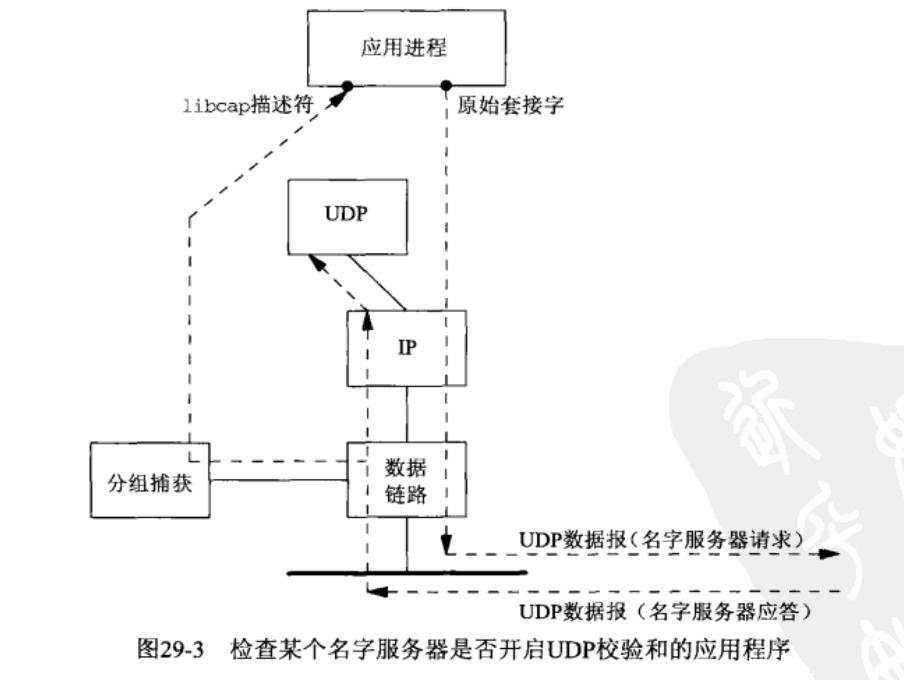 应用进程
libcap描述符
原始套接字
UDP
IP
分组捕获
数据
链路
UDP数据报（名字服务器请求）
UDP数据报（名字服务器应答）
图29-3 检查某个名字服务器是否开启UDP校验和的应用程序